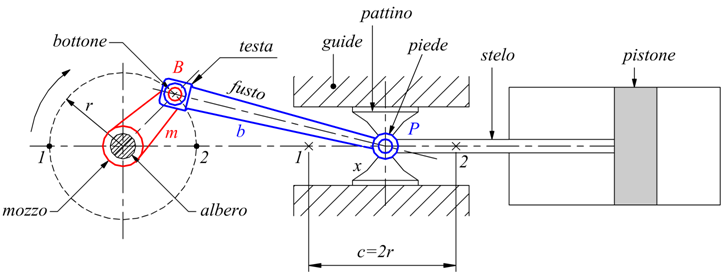 pattino
bottone
B
testa
guide
piede
stelo
pistone
fusto
r
m
b
P
1
2
1
x
2
mozzo
albero
c=2r